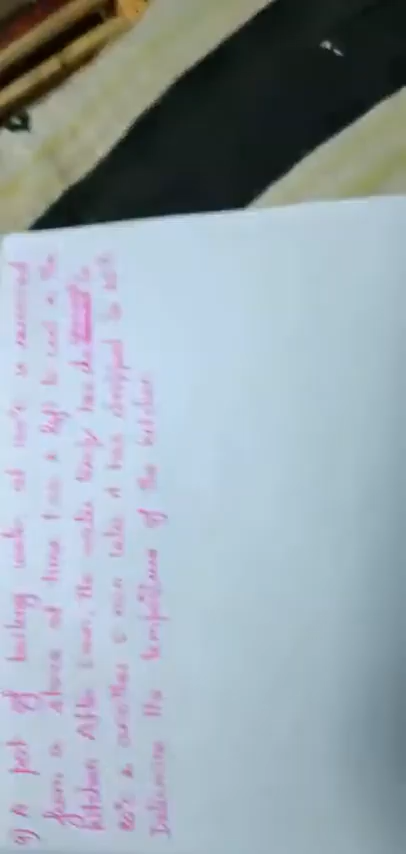 9) A pot of boiling water at 100°c is removed
from a stove at time t = 0 & left to cool in the
kitchen After 5 min, the water temp has to
80°c & another 5 min later it has dropped to 65°c
Determine the temperature of the kitchen